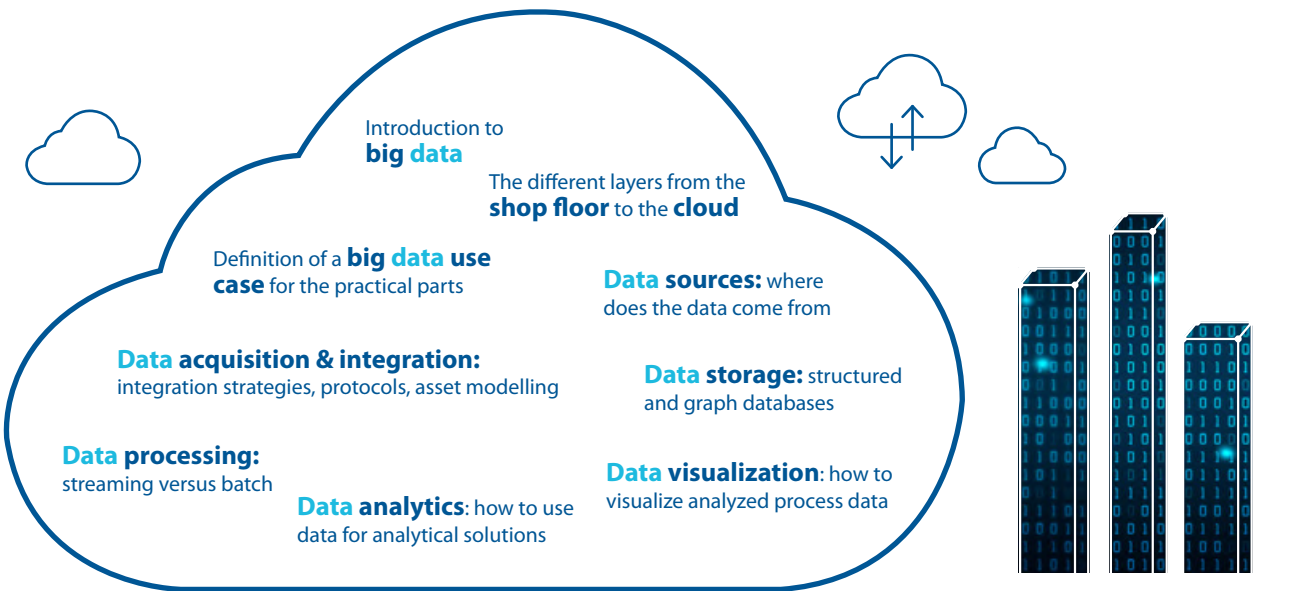 Introduction to
big data
The different layers from the
shop floor to the cloud
Definition of a big data use
case for the practical parts
Data sources: where
does the data come from
Data acquisition & integration:
integration strategies, protocols, asset modelling
Data storage: structured
and graph databases
Data processing:
streaming versus batch
Data analytics: how to use
data for analytical solutions
Data visualization: how to
visualize analyzed process data